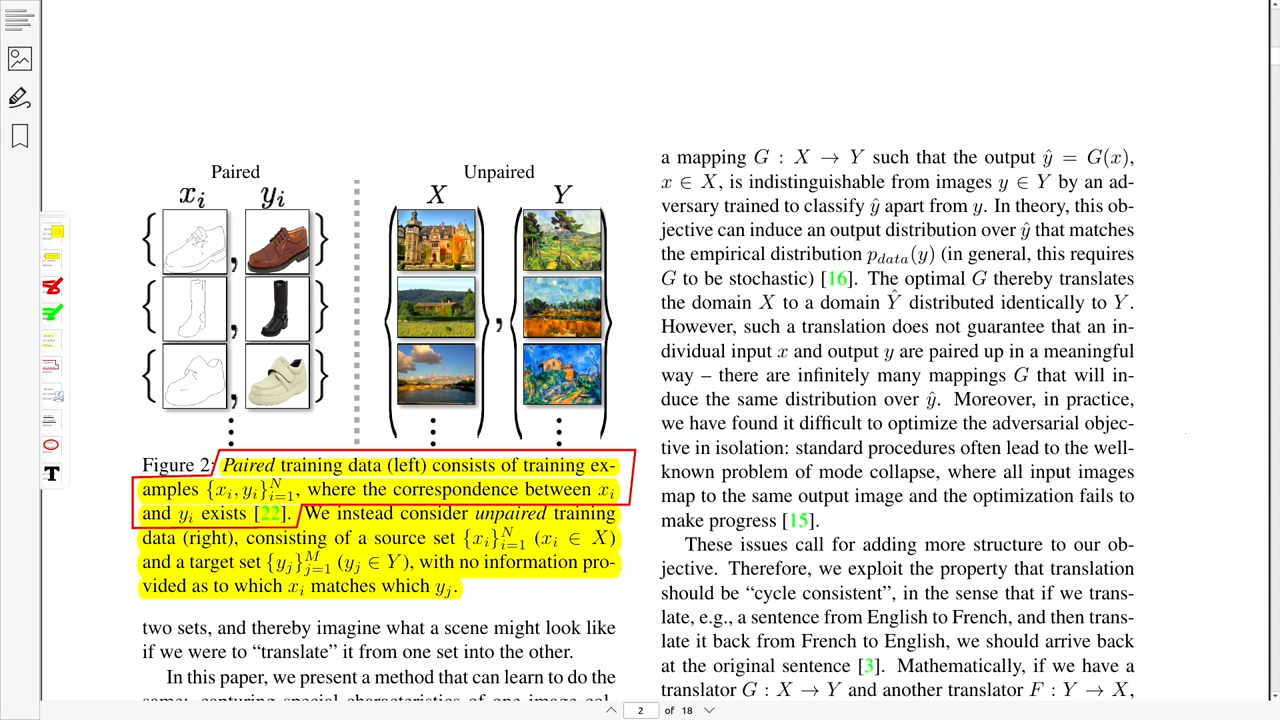 Paired
Unpaired
x_i
y_i
X
Y
{ , }
{ , }
{ , }
Figure 2: Paired training data (left) consists of training ex-
amples {x_i, y_i}_{i=1}^N, where the correspondence between x_i
and y_i exists [22]. We instead consider unpaired training
data (right), consisting of a source set {x_i}_{i=1}^N (x_i ∈ X)
and a target set {y_j}_{j=1}^M (y_j ∈ Y), with no information pro-
vided as to which x_i matches which y_j.
two sets, and thereby imagine what a scene might look like
if we were to “translate” it from one set into the other.
In this paper, we present a method that can learn to do the
same: capturing special characteristics of one image col-
a mapping G : X → Y such that the output ŷ = G(x),
x ∈ X, is indistinguishable from images y ∈ Y by an ad-
versary trained to classify ŷ apart from y. In theory, this ob-
jective can induce an output distribution over ŷ that matches
the empirical distribution p_{data}(y) (in general, this requires
G to be stochastic) [16]. The optimal G thereby translates
the domain X to a domain Ŷ distributed identically to Y.
However, such a translation does not guarantee that an in-
dividual input x and output y are paired up in a meaningful
way – there are infinitely many mappings G that will in-
duce the same distribution over ŷ. Moreover, in practice,
we have found it difficult to optimize the adversarial objec-
tive in isolation: standard procedures often lead to the well-
known problem of mode collapse, where all input images
map to the same output image and the optimization fails to
make progress [15].
These issues call for adding more structure to our ob-
jective. Therefore, we exploit the property that translation
should be “cycle consistent”, in the sense that if we trans-
late, e.g., a sentence from English to French, and then trans-
late it back from French to English, we should arrive back
at the original sentence [3]. Mathematically, if we have a
translator G : X → Y and another translator F : Y → X,
T
2 of 18